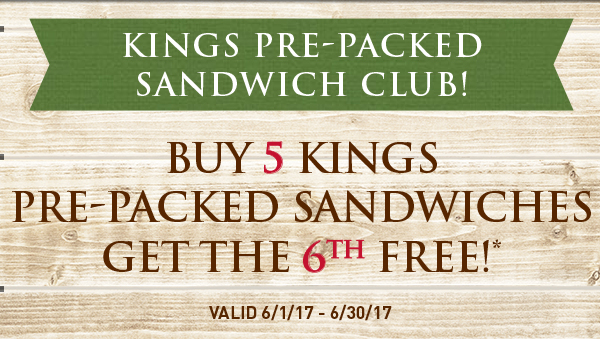 KINGS PRE-PACKED
SANDWICH CLUB!
BUY 5 KINGS
PRE-PACKED SANDWICHES
GET THE 6TH FREE!*
VALID 6/1/17 - 6/30/17